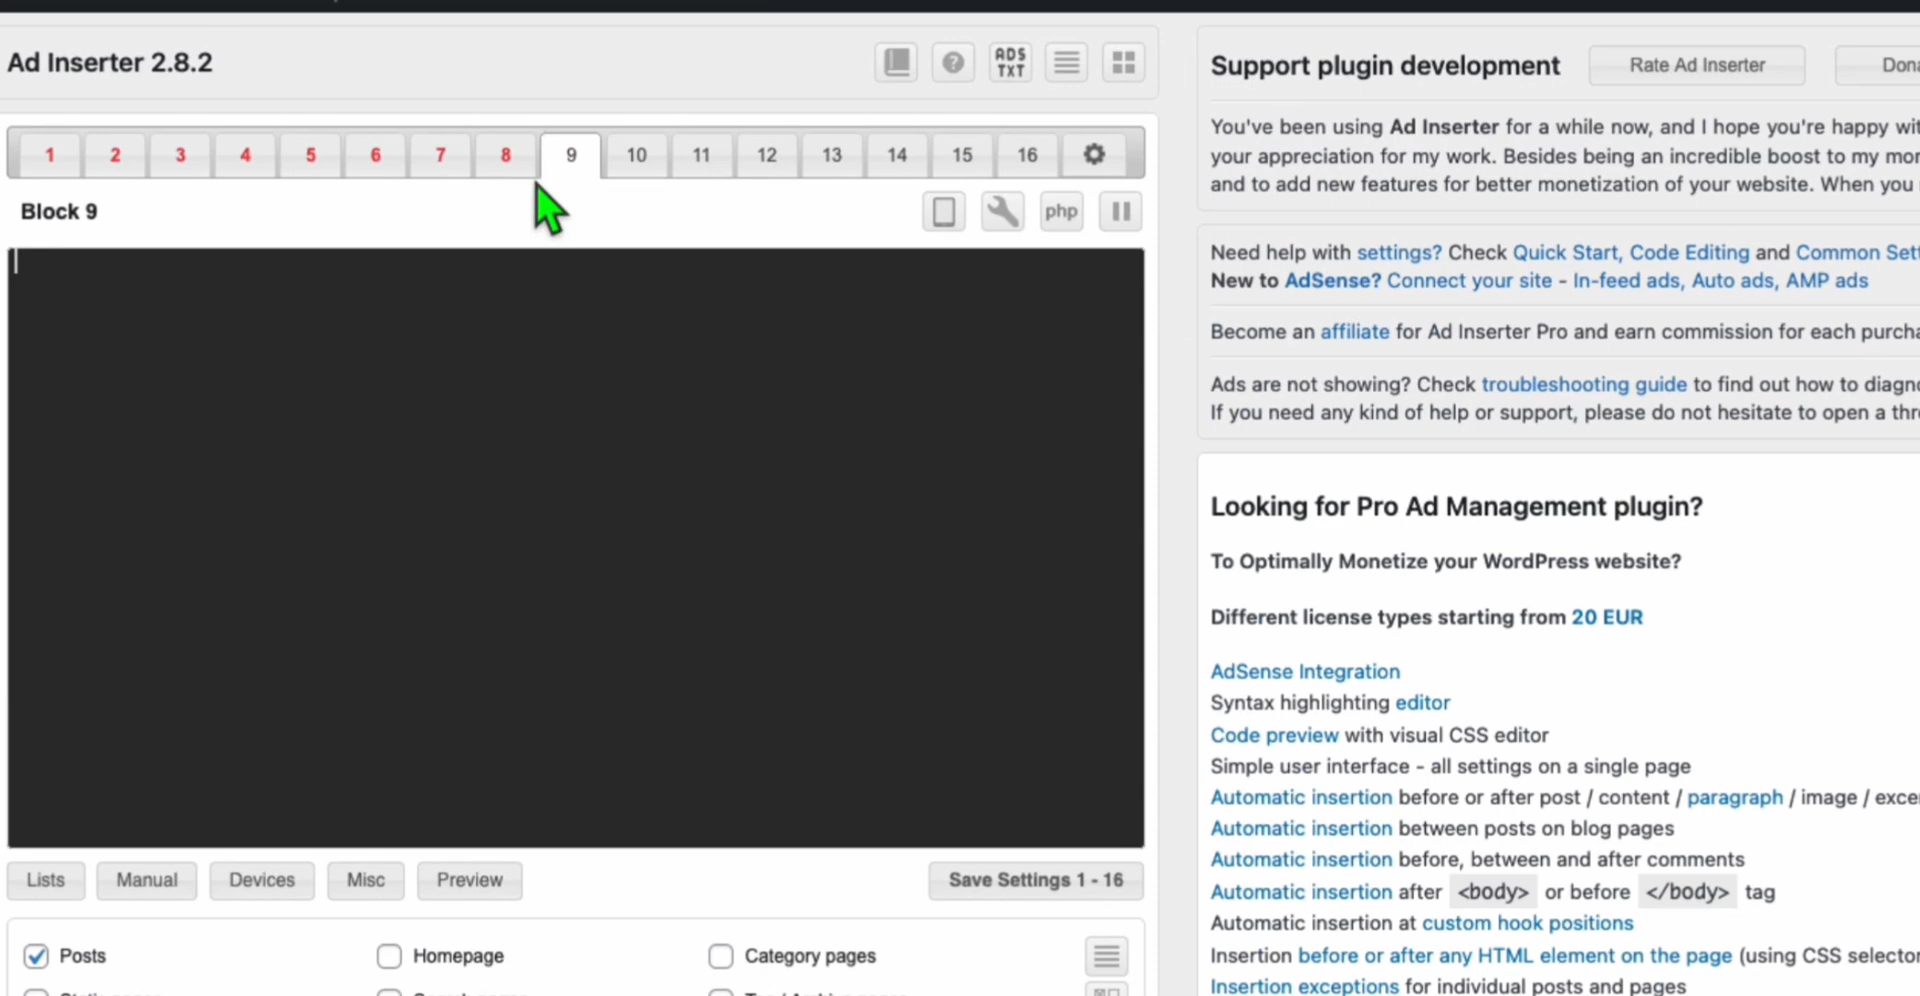 Ad Inserter 2.8.2
ADS
TXT
1 2 3 4 5 6 7 8 9 10 11 12 13 14 15 16
Block 9
php
Lists Manual Devices Misc Preview Save Settings 1 - 16
Posts Homepage Category pages
Support plugin development Rate Ad Inserter
You've been using Ad Inserter for a while now, and I hope you're happy
your appreciation for my work. Besides being an incredible boost to my
and to add new features for better monetization of your website. When you
Need help with settings? Check Quick Start, Code Editing and Common
New to AdSense? Connect your site - In-feed ads, Auto ads, AMP ads
Become an affiliate for Ad Inserter Pro and earn commission for each
Ads are not showing? Check troubleshooting guide to find out how to
If you need any kind of help or support, please do not hesitate to open a
Looking for Pro Ad Management plugin?
To Optimally Monetize your WordPress website?
Different license types starting from 20 EUR
AdSense Integration
Syntax highlighting editor
Code preview with visual CSS editor
Simple user interface - all settings on a single page
Automatic insertion before or after post / content / paragraph / image /
Automatic insertion between posts on blog pages
Automatic insertion before, between and after comments
Automatic insertion after <body> or before </body> tag
Automatic insertion at custom hook positions
Insertion before or after any HTML element on the page (using CSS
Insertion exceptions for individual posts and pages